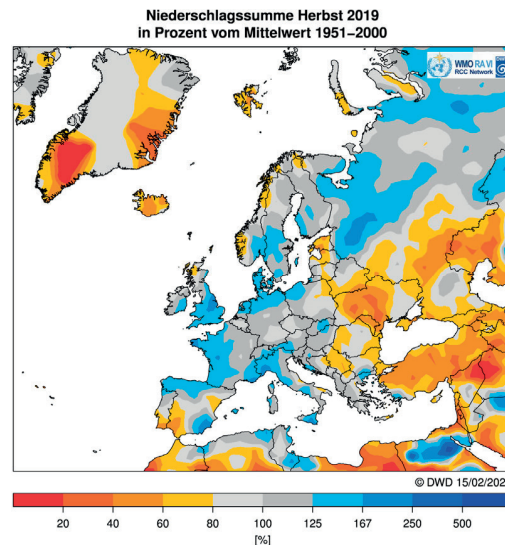 Niederschlagssumme Herbst 2019
in Prozent vom Mittelwert 1951−2000
WMO RA VI
RCC Network
© DWD 15/02/202
20 40 60 80 100 125 167 250 500
[%]